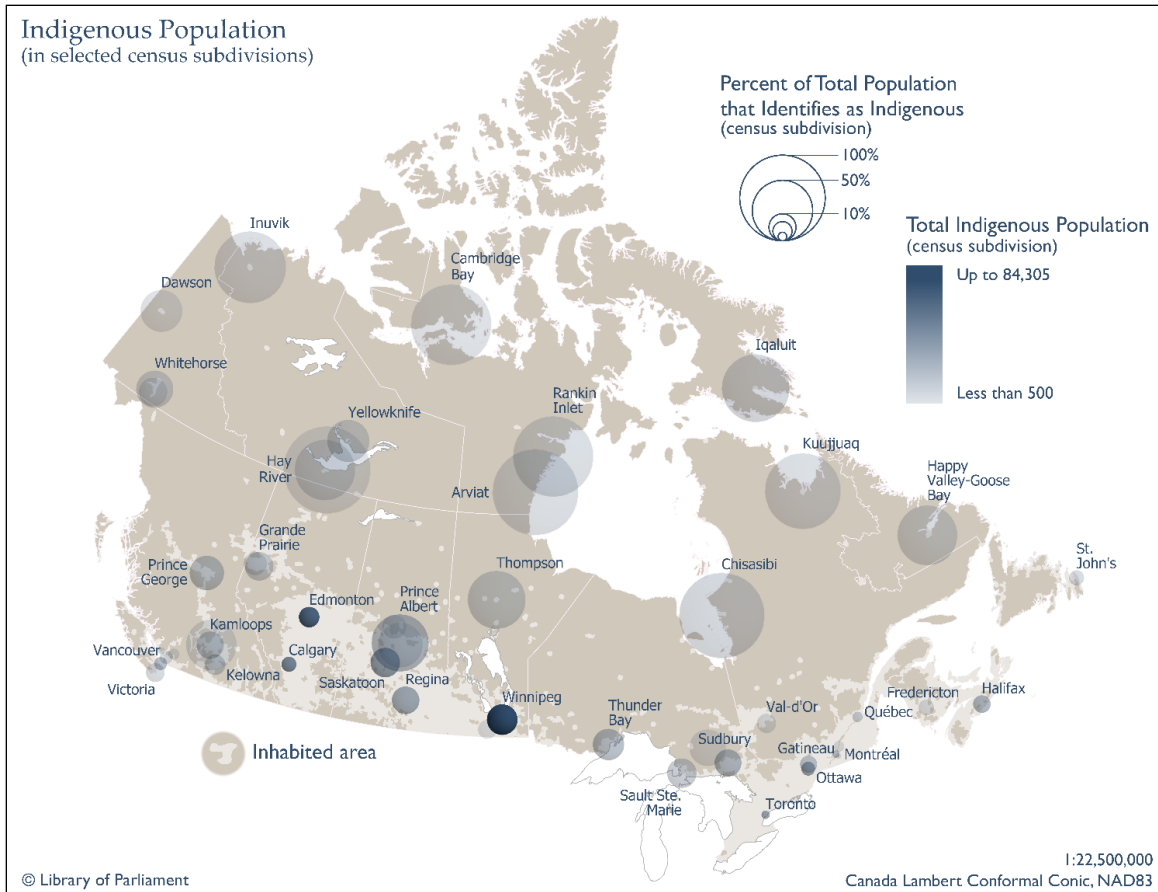 Indigenous Population
(in selected census subdivisions)
Percent of Total Population
that Identifies as Indigenous
(census subdivision)
100%
50%
10%
Total Indigenous Population
(census subdivision)
Up to 84,305
Less than 500
Inuvik
Dawson
Cambridge
Bay
Whitehorse
Iqaluit
Rankin
Inlet
Yellowknife
Hay
River
Arviat
Kuujjuaq
Happy
Valley-Goose
Bay
Grande
Prairie
Prince
George
Thompson
Chisasibi
St.
John's
Edmonton
Prince
Albert
Kamloops
Vancouver
Calgary
Kelowna
Victoria
Saskatoon
Regina
Winnipeg
Thunder
Bay
Val-d'Or
Fredericton
Halifax
Québec
Sudbury
Gatineau
Montréal
Ottawa
Sault Ste.
Marie
Toronto
Inhabited area
© Library of Parliament
1:22,500,000
Canada Lambert Conformal Conic, NAD83